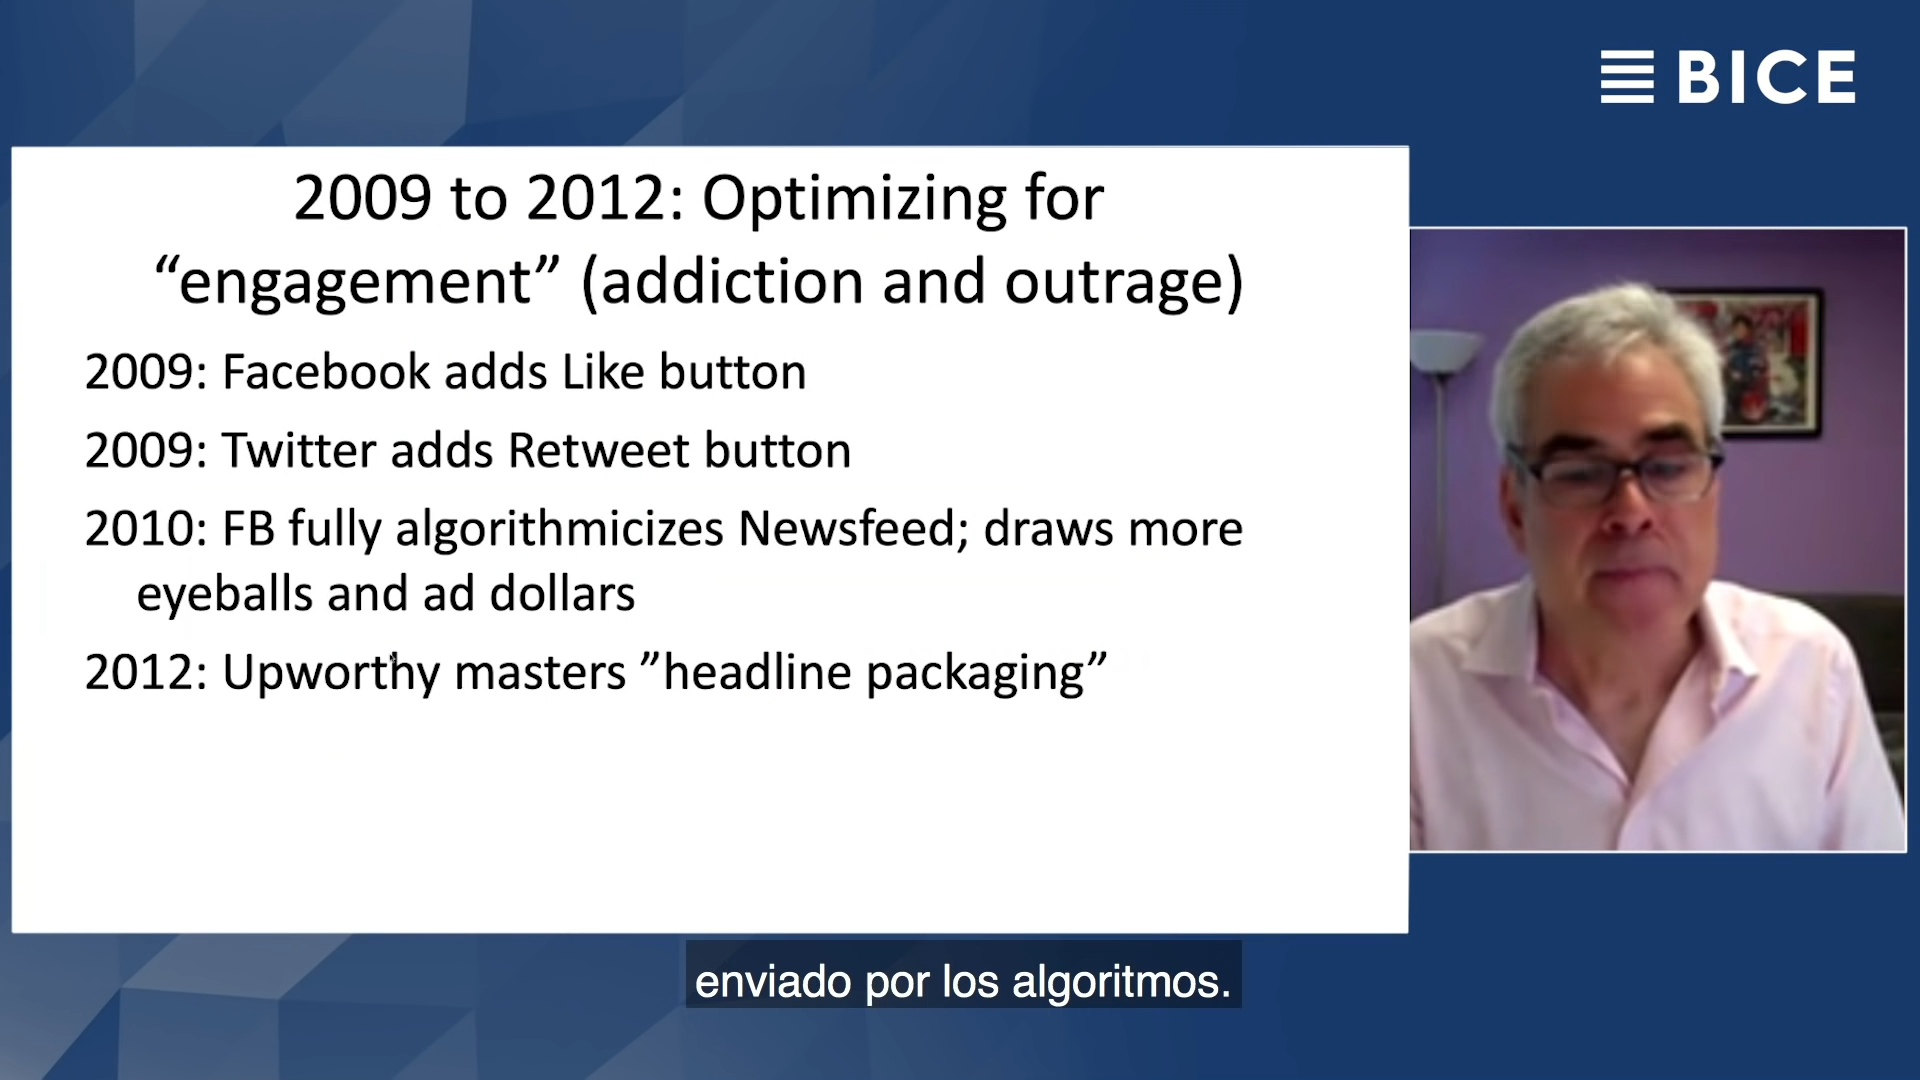 BICE
2009 to 2012: Optimizing for
“engagement” (addiction and outrage)
2009: Facebook adds Like button
2009: Twitter adds Retweet button
2010: FB fully algorithmicizes Newsfeed; draws more
eyeballs and ad dollars
2012: Upworthy masters ”headline packaging”
enviado por los algoritmos.